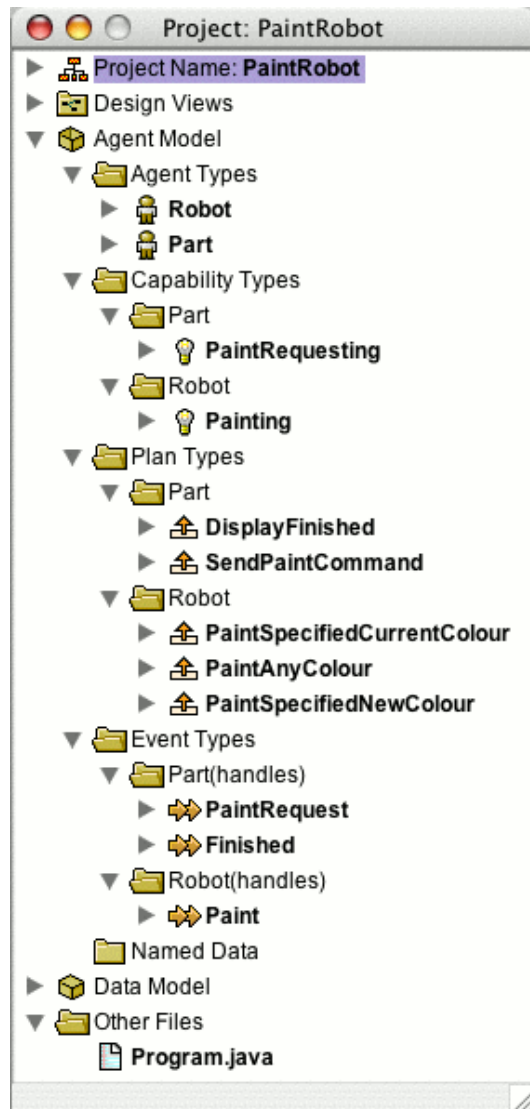 Project: PaintRobot
Project Name: PaintRobot
Design Views
Agent Model
Agent Types
Robot
Part
Capability Types
Part
PaintRequesting
Robot
Painting
Plan Types
Part
DisplayFinished
SendPaintCommand
Robot
PaintSpecifiedCurrentColour
PaintAnyColour
PaintSpecifiedNewColour
Event Types
Part(handles)
PaintRequest
Finished
Robot(handles)
Paint
Named Data
Data Model
Other Files
Program.java